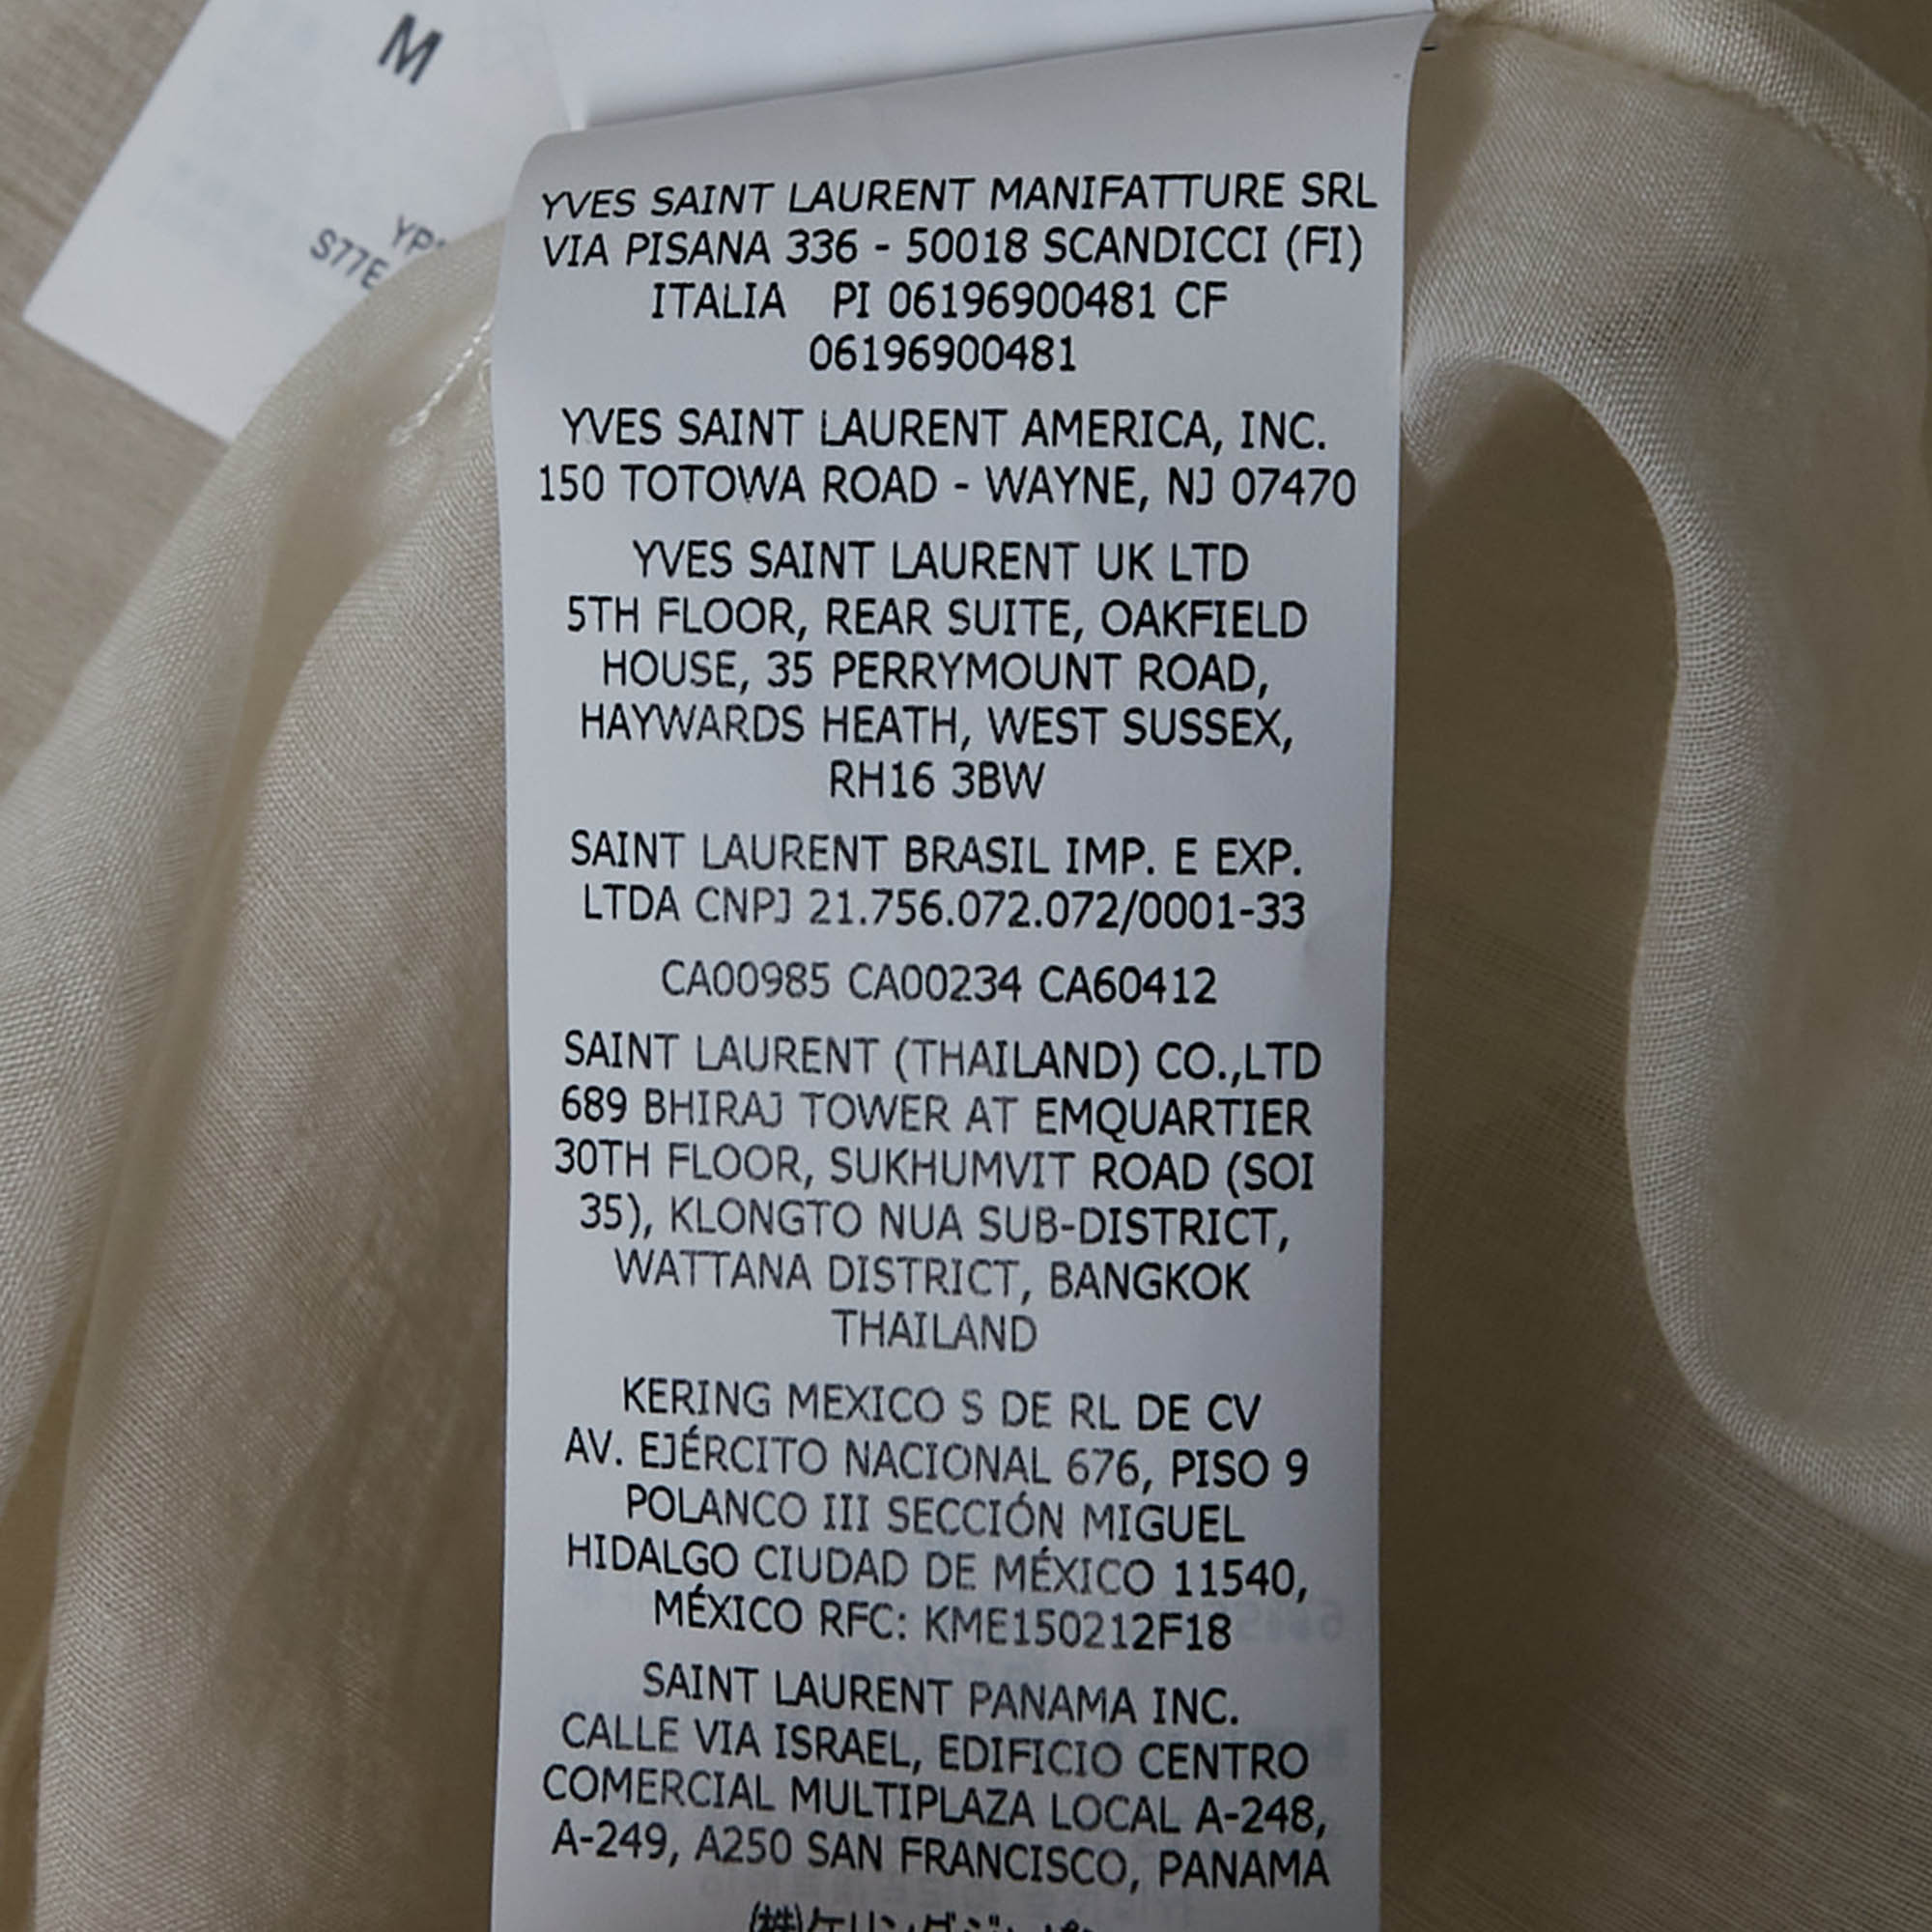 M
S77E
YVES SAINT LAURENT MANIFATTURE SRL
VIA PISANA 336 - 50018 SCANDICCI (FI)
ITALIA PI 06196900481 CF
06196900481
YVES SAINT LAURENT AMERICA, INC.
150 TOTOWA ROAD - WAYNE, NJ 07470
YVES SAINT LAURENT UK LTD
5TH FLOOR, REAR SUITE, OAKFIELD
HOUSE, 35 PERRYMOUNT ROAD,
HAYWARDS HEATH, WEST SUSSEX,
RH16 3BW
SAINT LAURENT BRASIL IMP. E EXP.
LTDA CNPJ 21.756.072.072/0001-33
CA00985 CA00234 CA60412
SAINT LAURENT (THAILAND) CO.,LTD
689 BHIRAJ TOWER AT EMQUARTIER
30TH FLOOR, SUKHUMVIT ROAD (SOI
35), KLONGTO NUA SUB-DISTRICT,
WATTANA DISTRICT, BANGKOK
THAILAND
KERING MEXICO S DE RL DE CV
AV. EJÉRCITO NACIONAL 676, PISO 9
POLANCO III SECCIÓN MIGUEL
HIDALGO CIUDAD DE MÉXICO 11540,
MÉXICO RFC: KME150212F18
SAINT LAURENT PANAMA INC.
CALLE VIA ISRAEL, EDIFICIO CENTRO
COMERCIAL MULTIPLAZA LOCAL A-248,
A-249, A250 SAN FRANCISCO, PANAMA